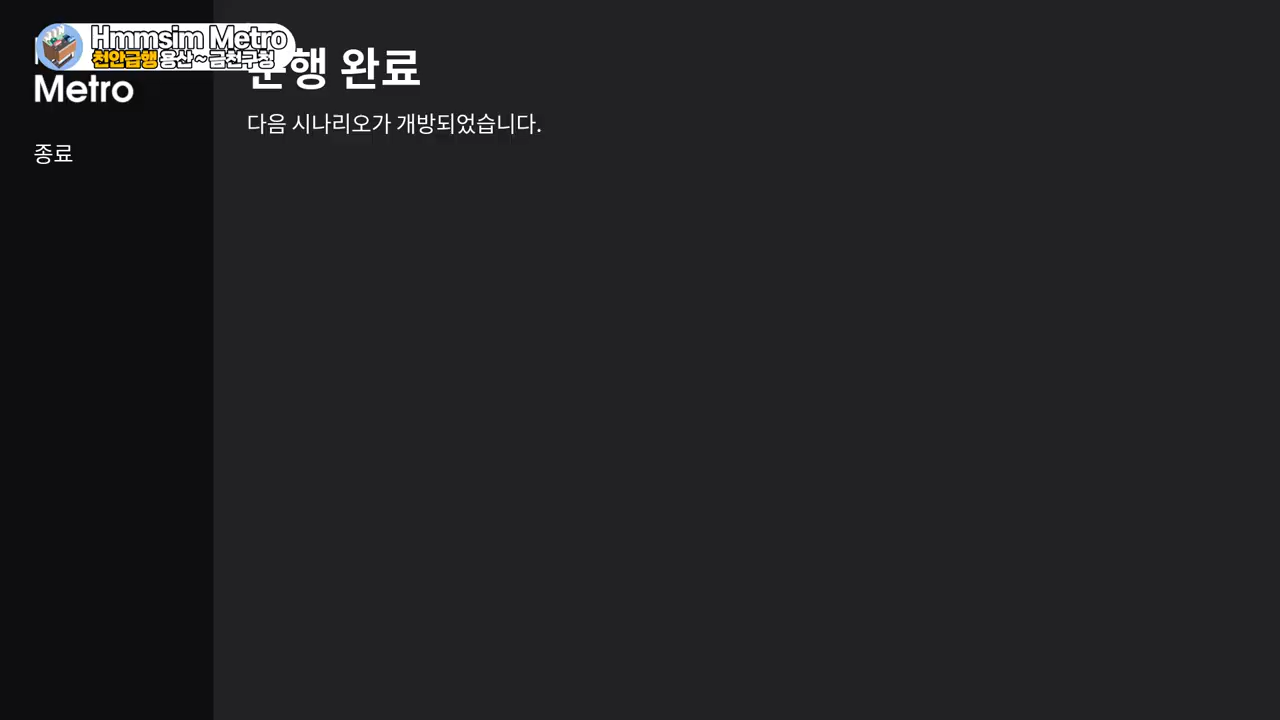 Hmmsim Metro
천안급행 용산 ~ 금천구청
Metro
종료
운행 완료
다음 시나리오가 개방되었습니다.